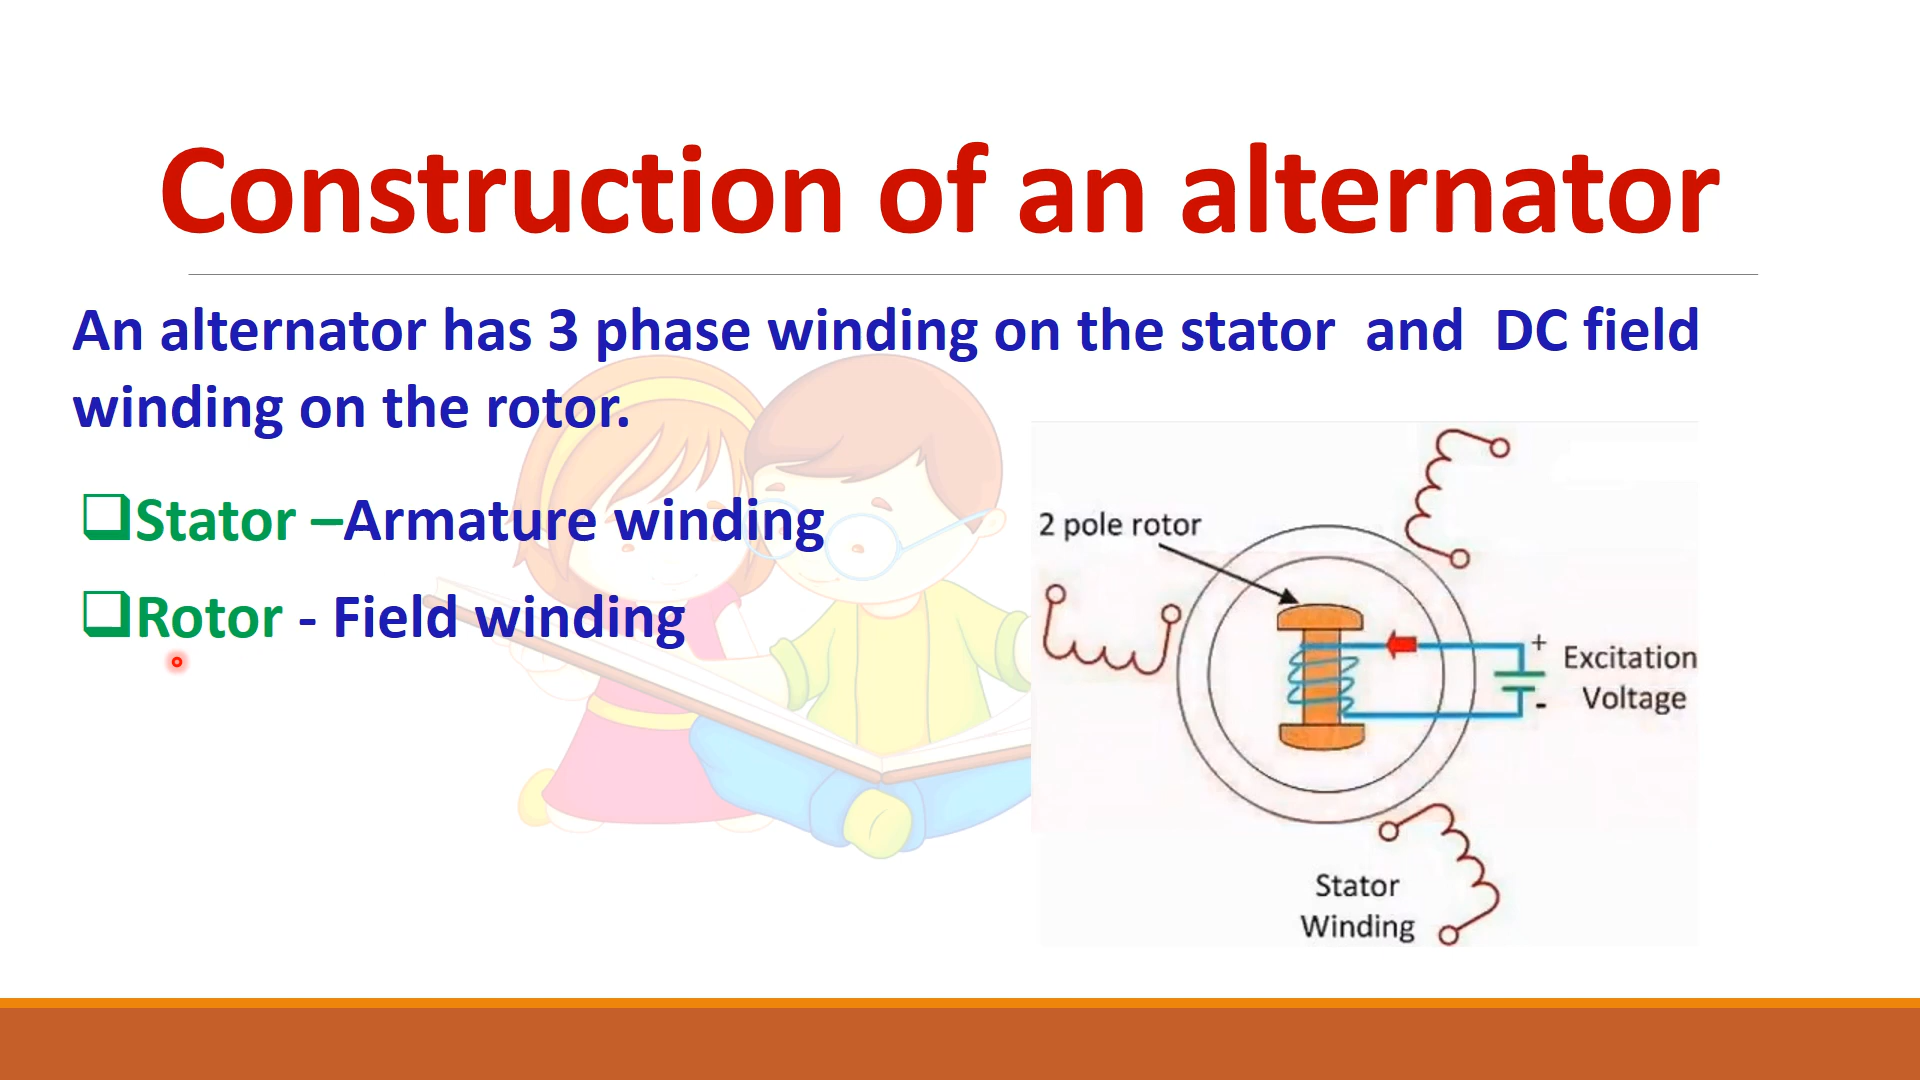 Construction of an alternator
An alternator has 3 phase winding on the stator and DC field
winding on the rotor.
❑Stator –Armature winding
❑Rotor - Field winding
2 pole rotor
+
Excitation
Voltage
-
Stator
Winding